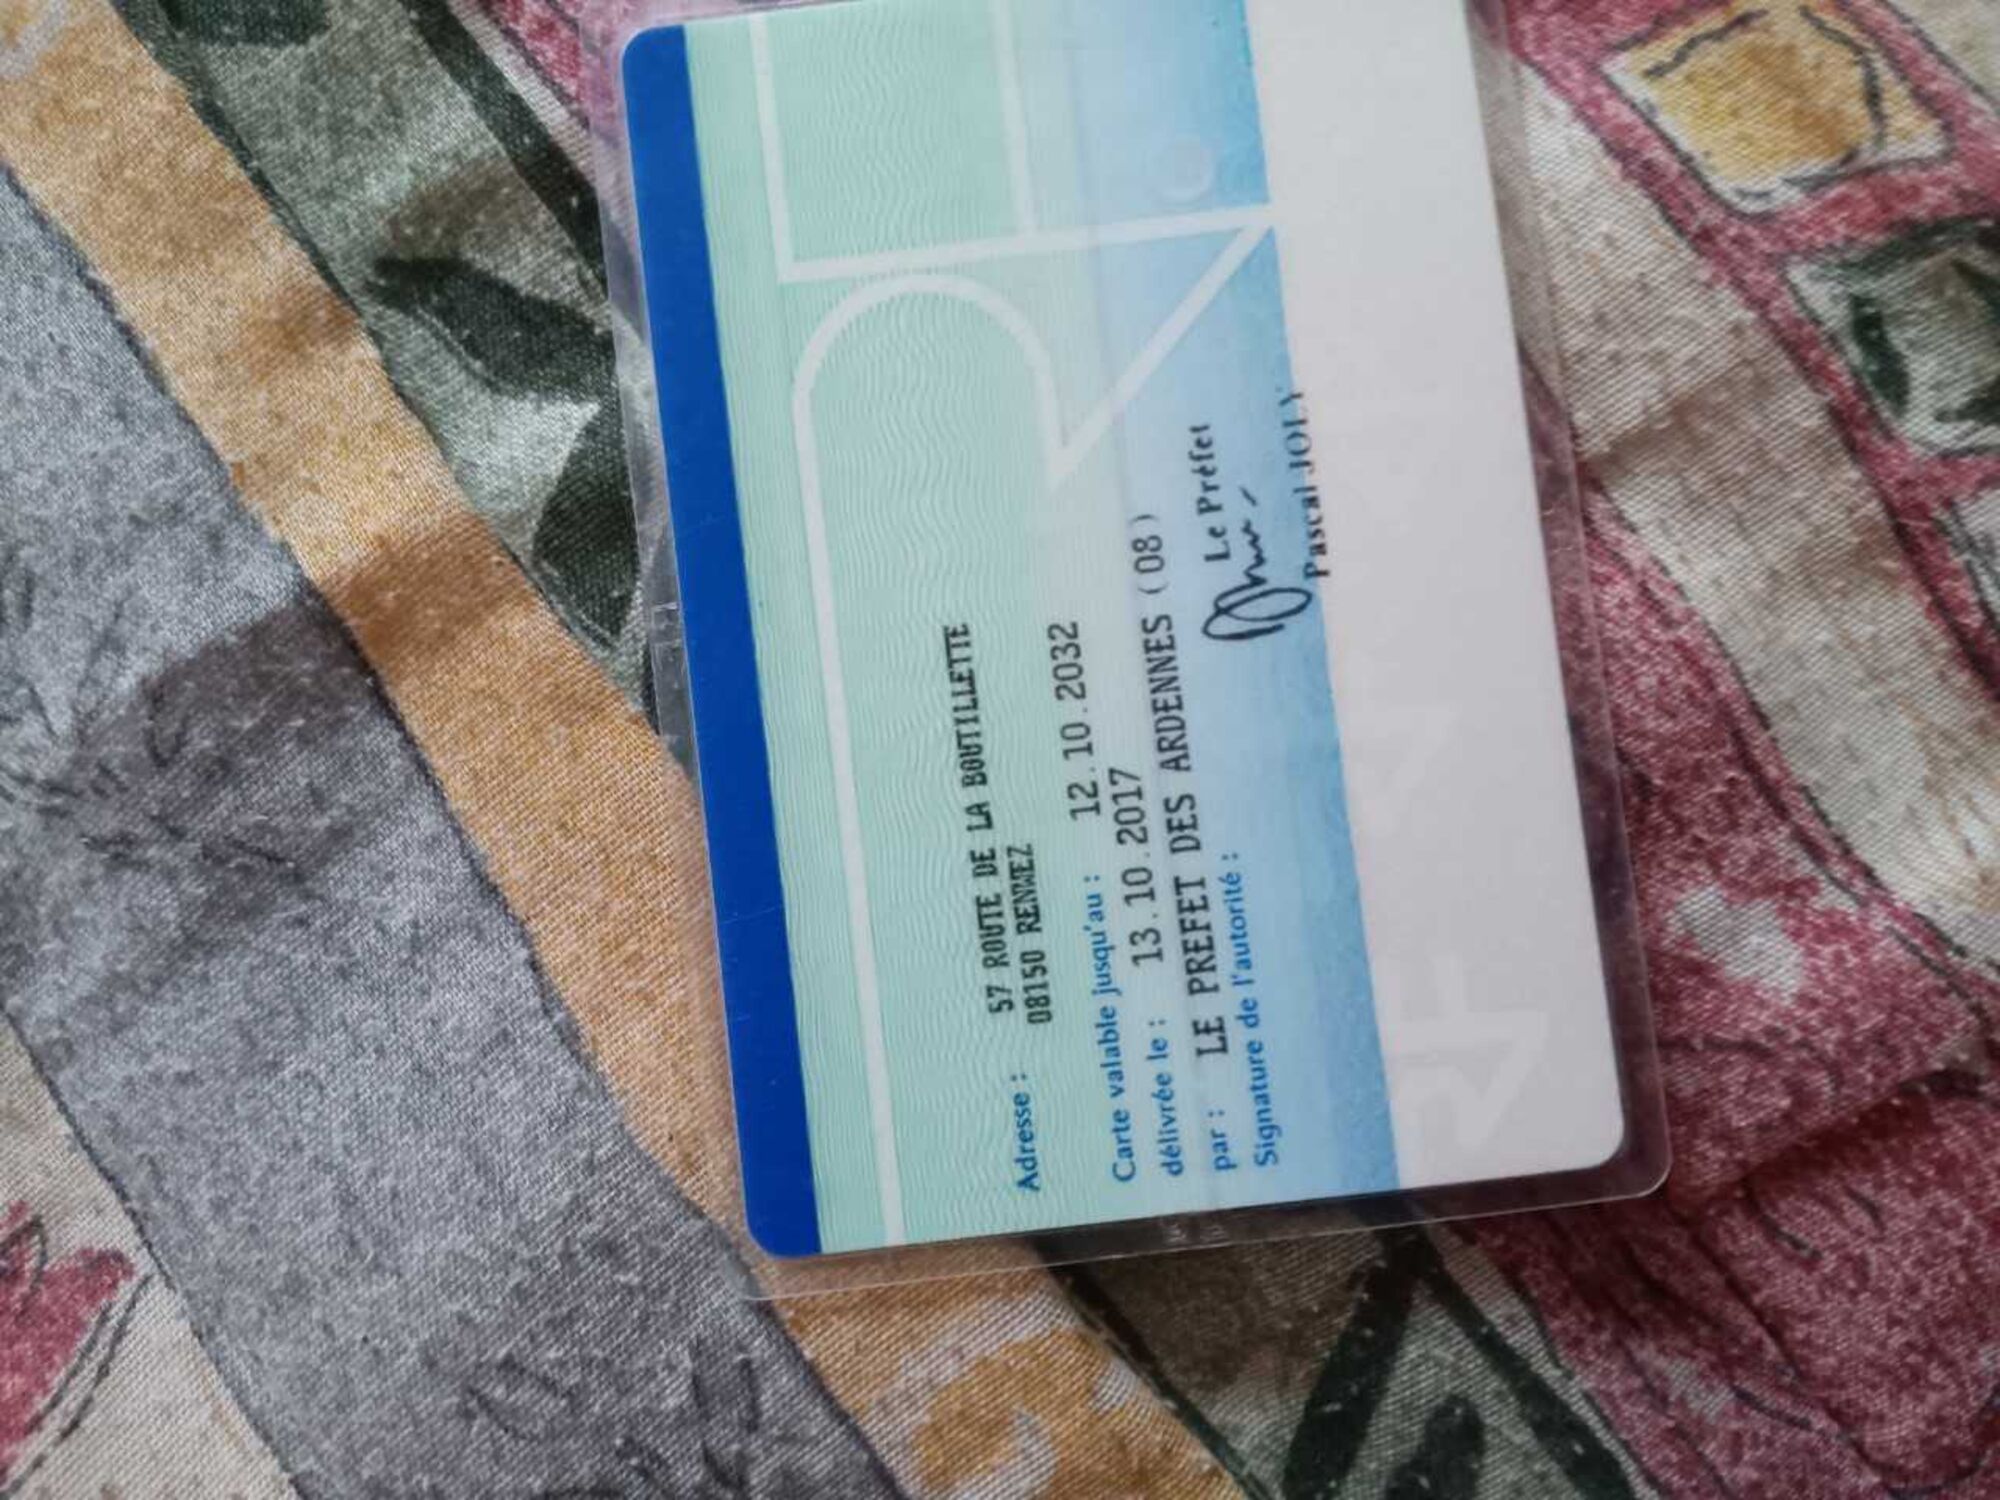 Adresse : 57 ROUTE DE LA BOUTILLETTE
08150 RENWEZ
Carte valable jusqu'au : 12.10.2032
délivrée le : 13.10.2017
par : LE PREFET DES ARDENNES (08)
Signature de l'autorité :
Le Préfet
Pascal JOLY